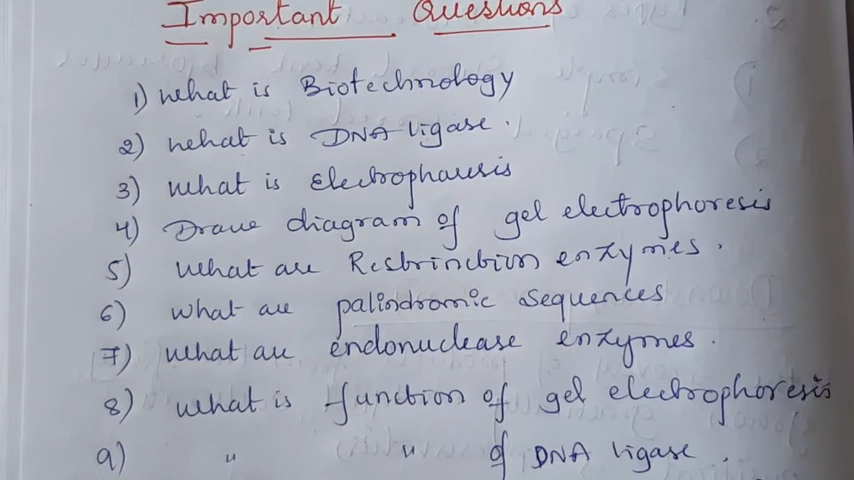 Important Questions
1) What is Biotechnology
2) What is DNA ligase.
3) What is Electropharesis
4) Draw diagram of gel electrophoresis
5) What are Restrinction enzymes.
6) What are palindromic sequences
7) What are endonuclease enzymes.
8) What is function of gel electrophoresis
9) " " of DNA ligase.